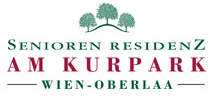 SENIOREN RESIDENZ
AM KURPARK
WIEN-OBERLAA